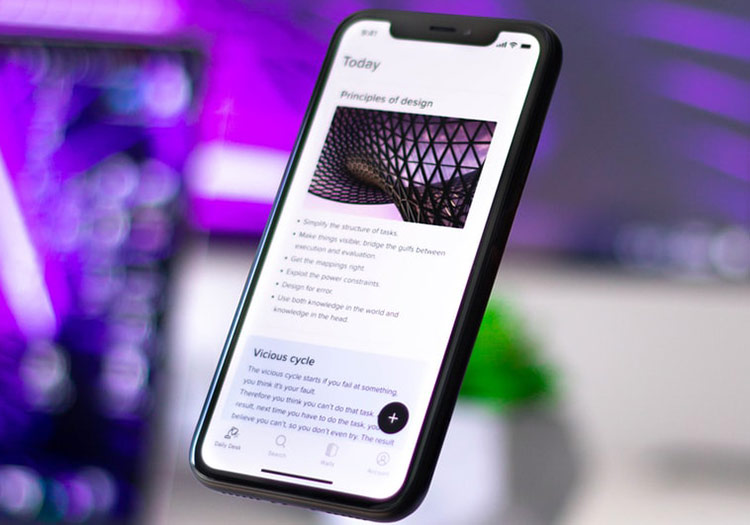 9:41
Today
Principles of design
• Simplify the structure of tasks.
• Make things visible; bridge the gulfs between
execution and evaluation.
• Get the mappings right.
• Exploit the power constraints.
• Design for error.
• Use both knowledge in the world and
knowledge in the head.
Vicious cycle
The vicious cycle starts if you fail at something,
you think it's your fault.
Therefore you think you can't do that task.
result, next time you have to do the task, you
believe you can't, so you don't even try. The result
+
Daily Desk
Search
Account